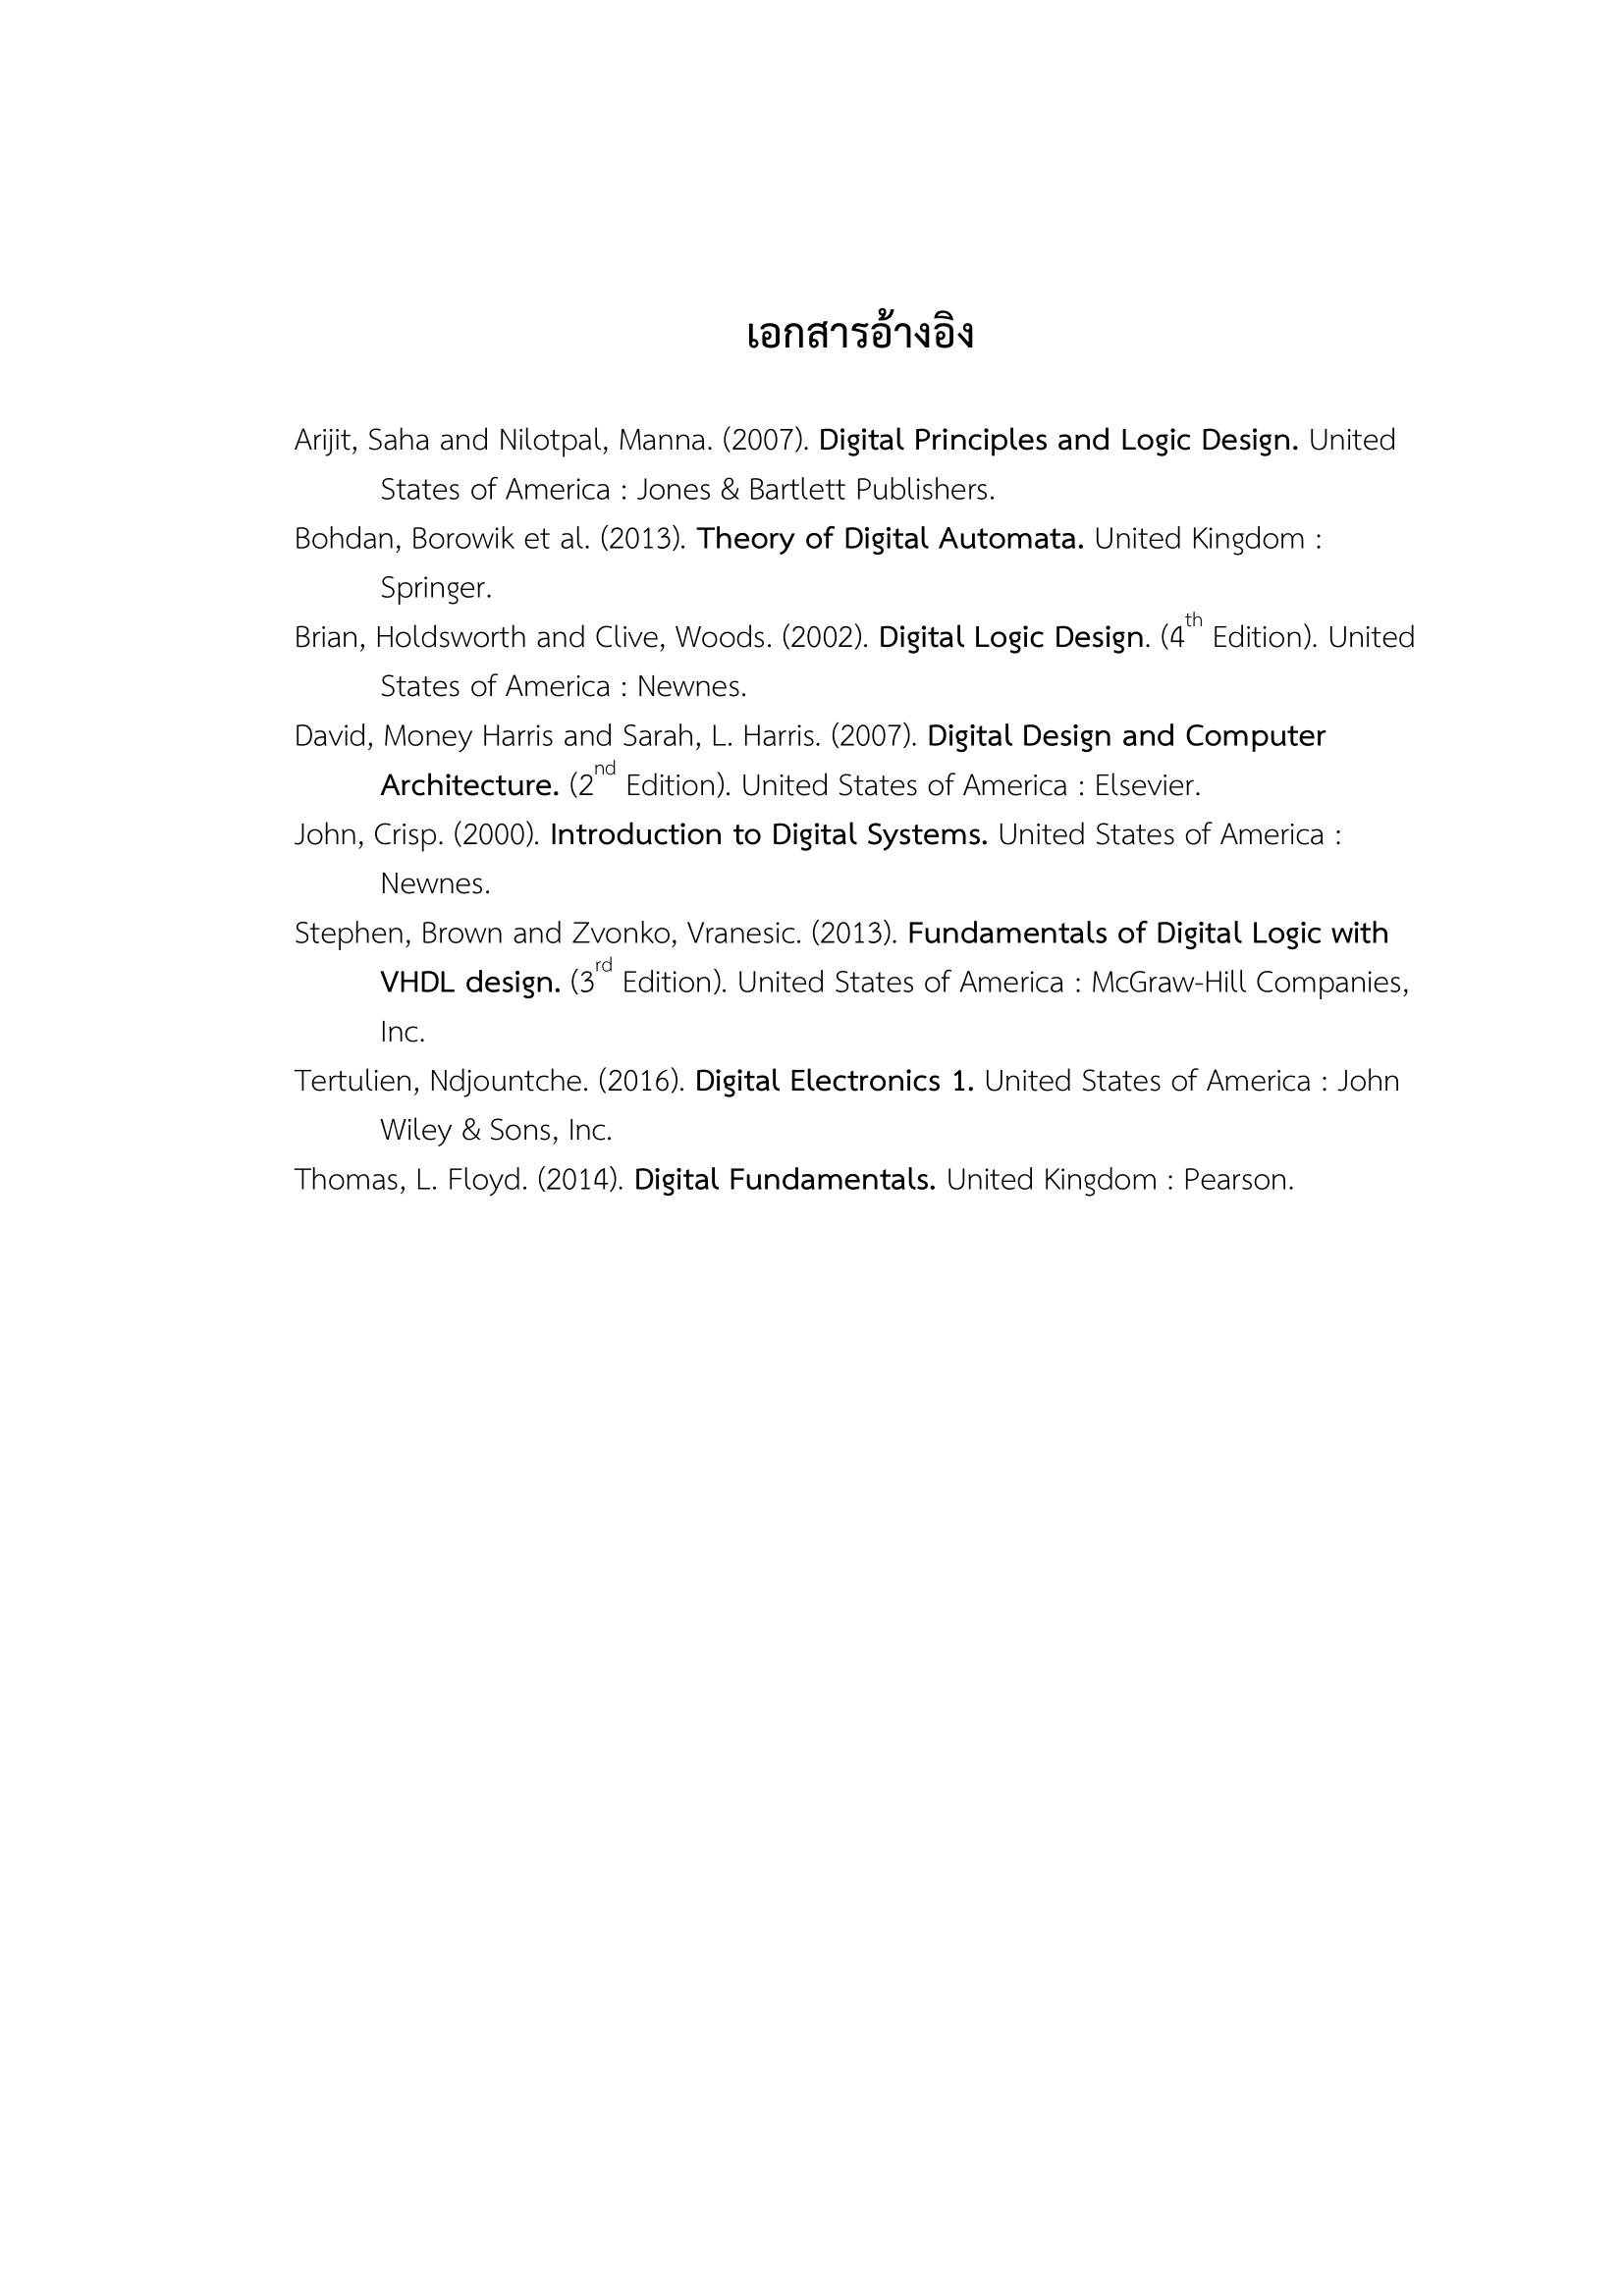 เอกสารอ้างอิง
Arijit, Saha and Nilotpal, Manna. (2007). Digital Principles and Logic Design. United
States of America : Jones & Bartlett Publishers.
Bohdan, Borowik et al. (2013). Theory of Digital Automata. United Kingdom :
Springer.
Brian, Holdsworth and Clive, Woods. (2002). Digital Logic Design. (4th Edition). United
States of America : Newnes.
David, Money Harris and Sarah, L. Harris. (2007). Digital Design and Computer
Architecture. (2nd Edition). United States of America : Elsevier.
John, Crisp. (2000). Introduction to Digital Systems. United States of America :
Newnes.
Stephen, Brown and Zvonko, Vranesic. (2013). Fundamentals of Digital Logic with
VHDL design. (3rd Edition). United States of America : McGraw-Hill Companies,
Inc.
Tertulien, Ndjountche. (2016). Digital Electronics 1. United States of America : John
Wiley & Sons, Inc.
Thomas, L. Floyd. (2014). Digital Fundamentals. United Kingdom : Pearson.